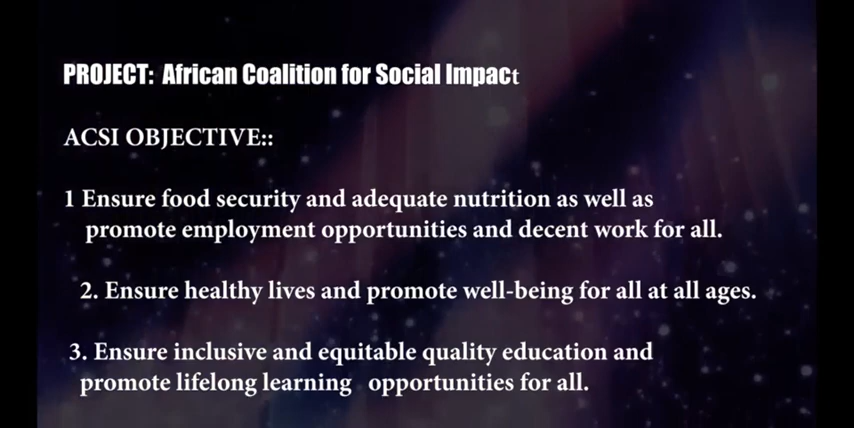 PROJECT: African Coalition for Social Impact
ACSI OBJECTIVE::
1 Ensure food security and adequate nutrition as well as
promote employment opportunities and decent work for all.
2. Ensure healthy lives and promote well-being for all at all ages.
3. Ensure inclusive and equitable quality education and
promote lifelong learning opportunities for all.